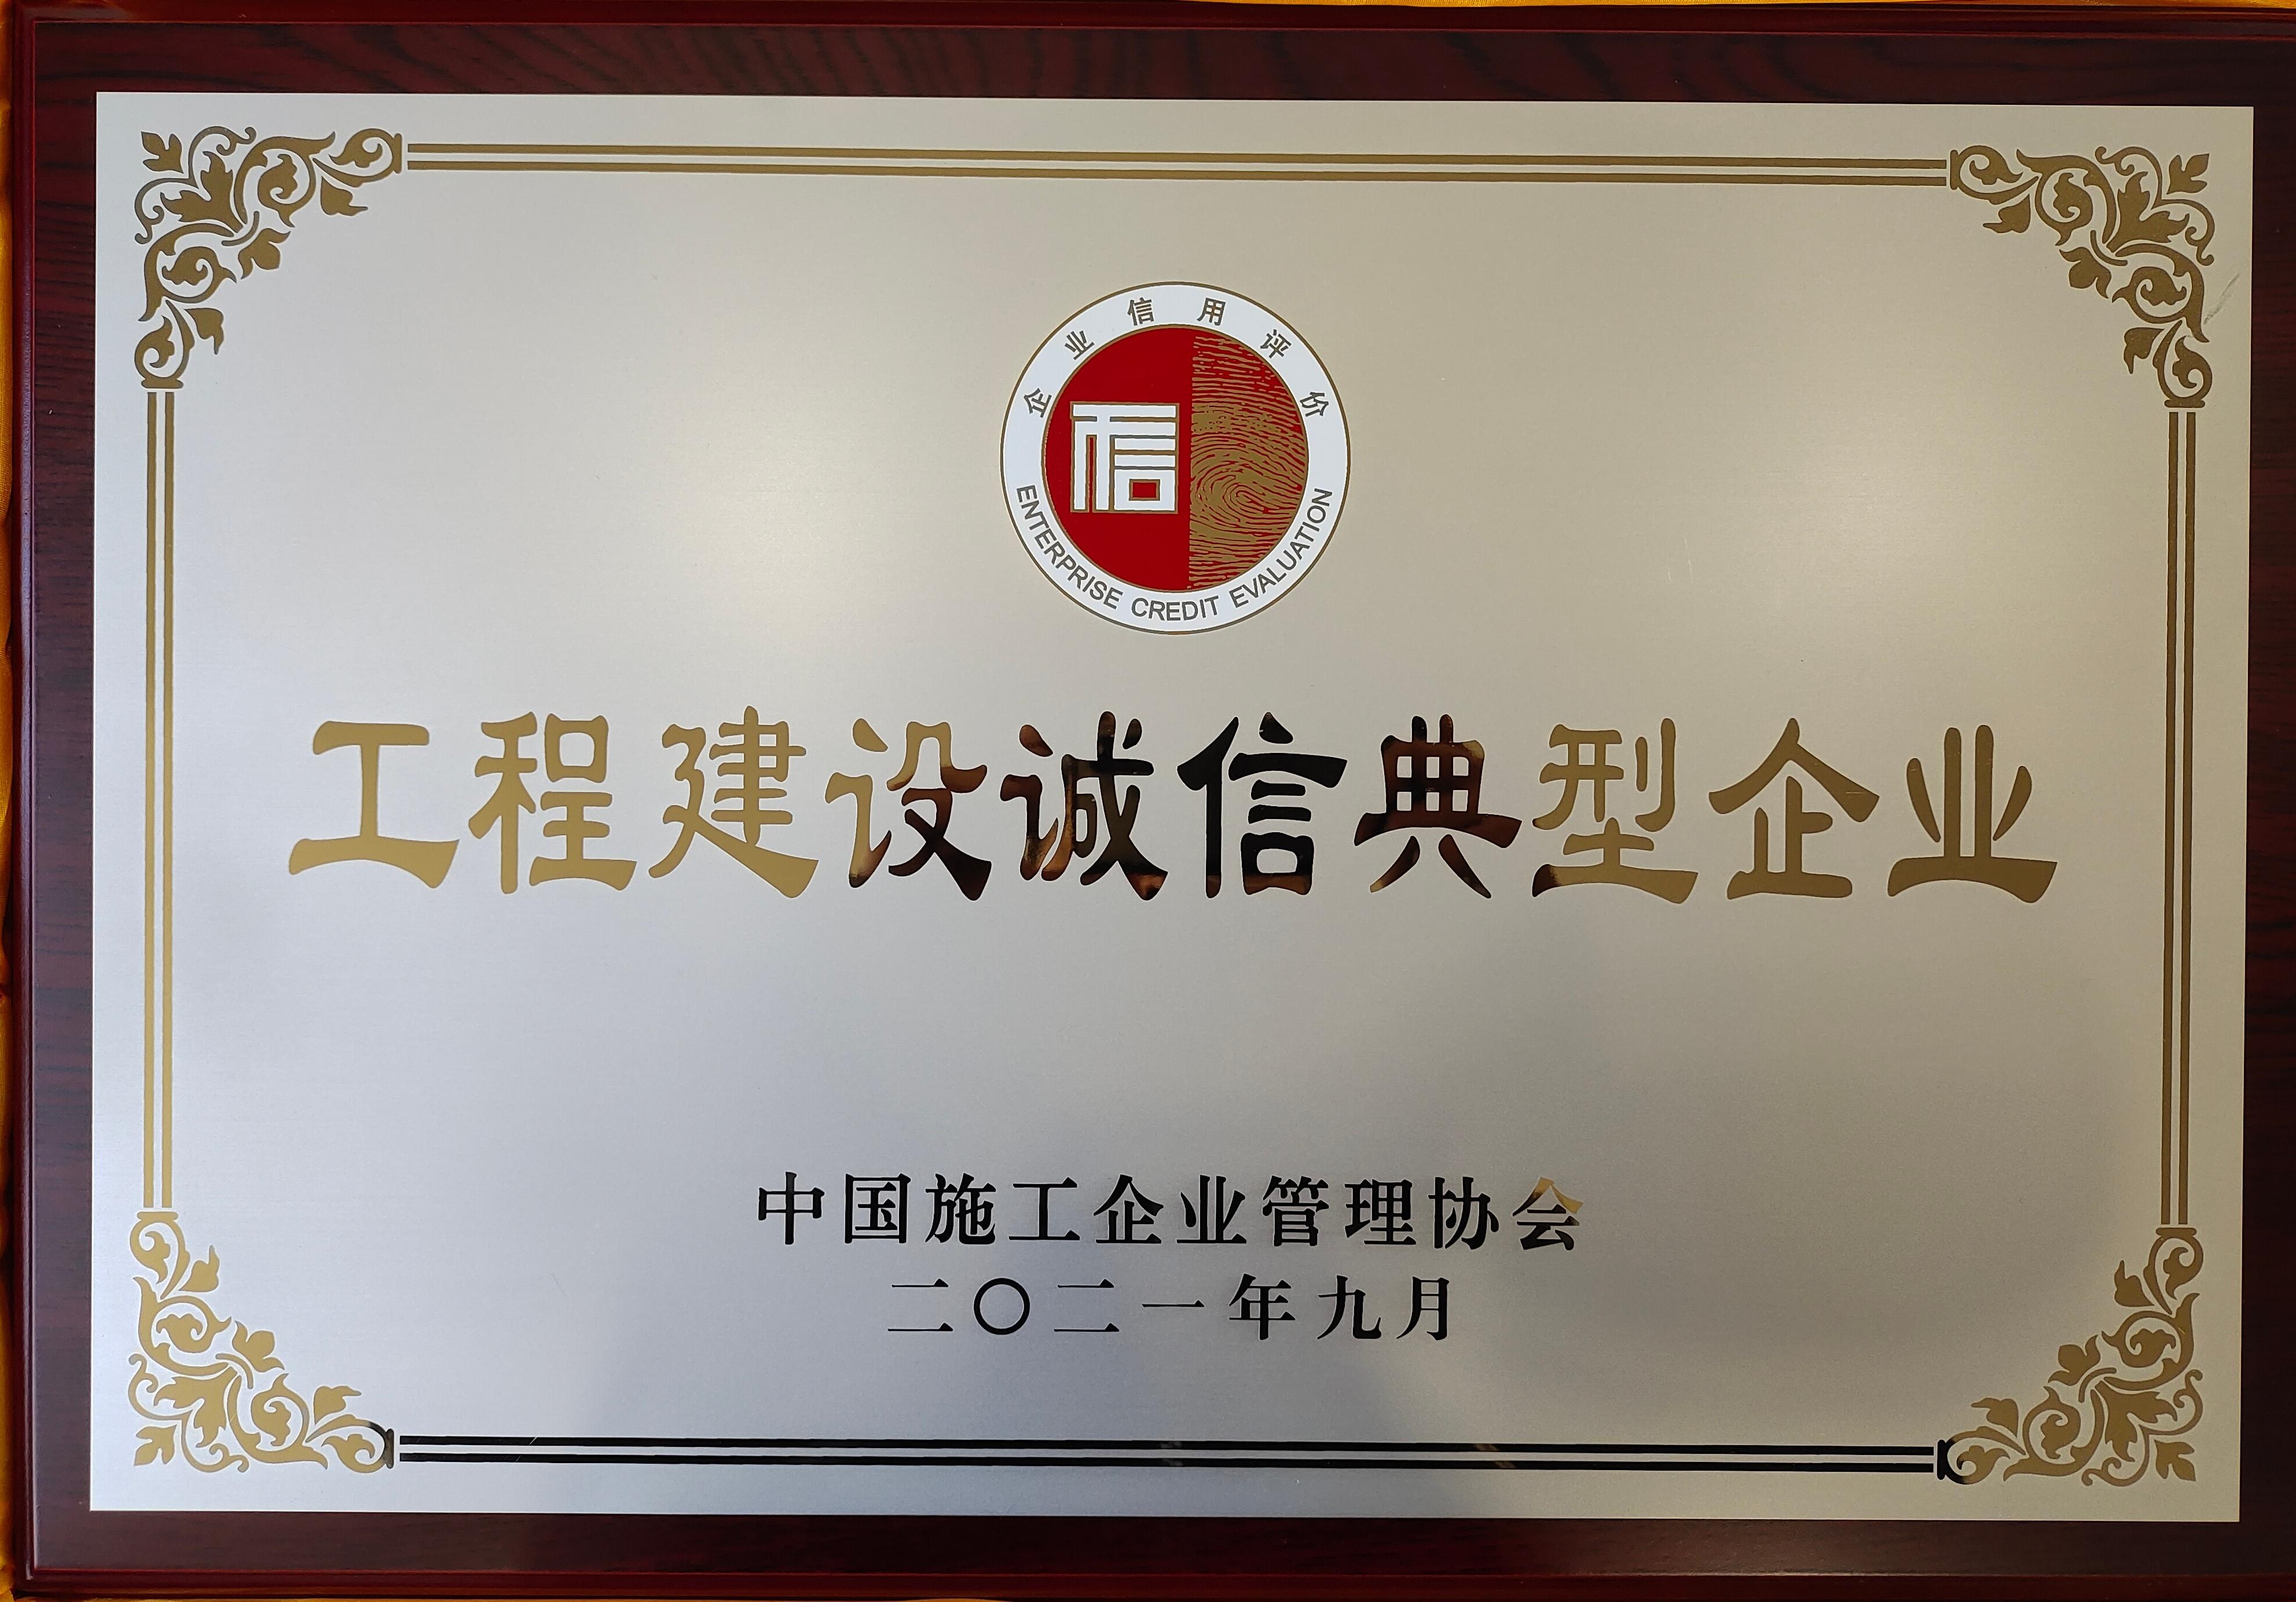 企业信用评价
信
ENTERPRISE CREDIT EVALUATION
工程建设诚信典型企业
中国施工企业管理协会
二〇二一年九月